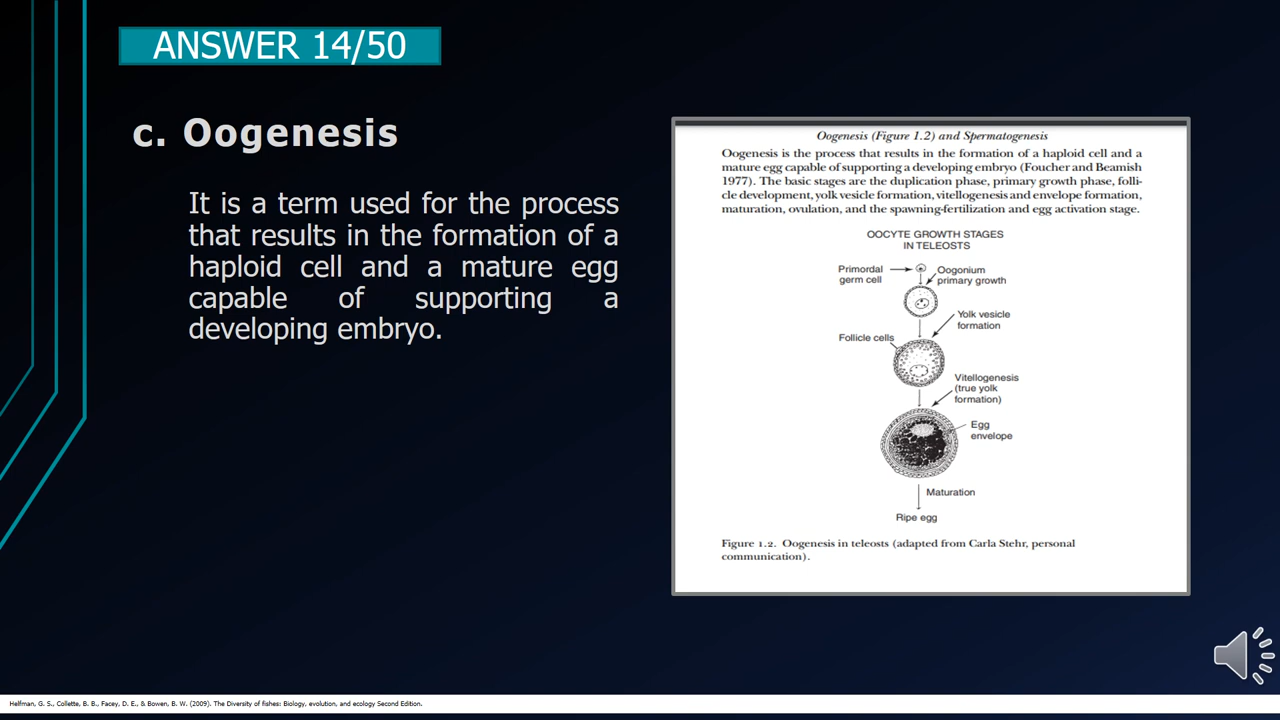 ANSWER 14/50
c. Oogenesis
It is a term used for the process
that results in the formation of a
haploid cell and a mature egg
capable of supporting a
developing embryo.
Oogenesis (Figure 1.2) and Spermatogenesis
Oogenesis is the process that results in the formation of a haploid cell and a
mature egg capable of supporting a developing embryo (Foucher and Beamish
1977). The basic stages are the duplication phase, primary growth phase, folli-
cle development, yolk vesicle formation, vitellogenesis and envelope formation,
maturation, ovulation, and the spawning-fertilization and egg activation stage.
OOCYTE GROWTH STAGES
IN TELEOSTS
Primordial
germ cell
Oogonium
primary growth
Yolk vesicle
formation
Follicle cells
Vitellogenesis
(true yolk
formation)
Egg
envelope
Maturation
Ripe egg
Figure 1.2. Oogenesis in teleosts (adapted from Carla Stehr, personal
communication).
Helfman, G. S., Collette, B. B., Facey, D. E., & Bowen, B. W. (2009). The Diversity of fishes: Biology, evolution, and ecology Second Edition.